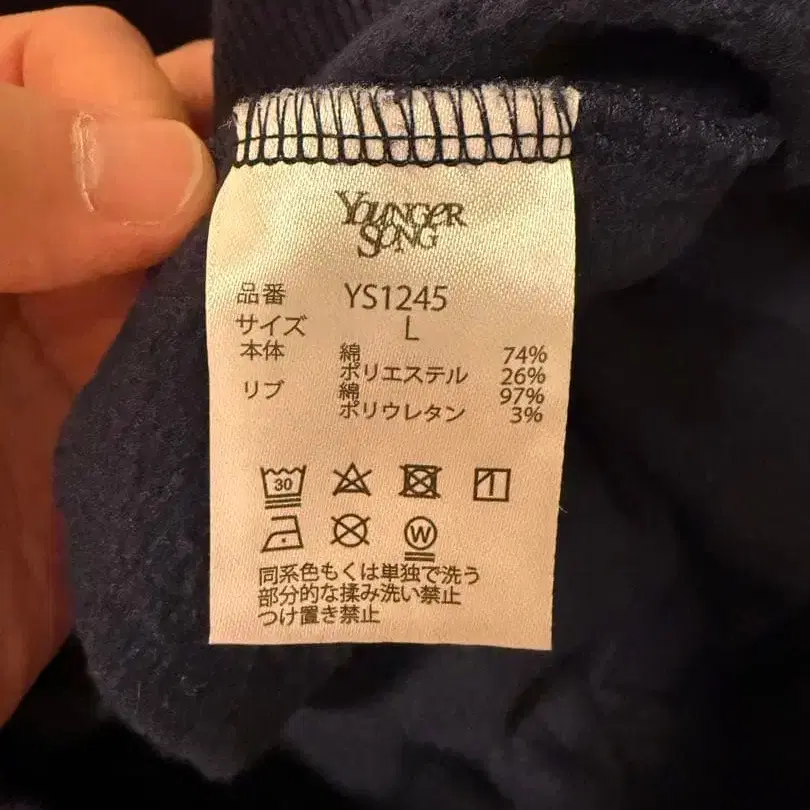 YOUNGER
SONG
品番 YS1245
サイズ L
本体 綿 74%
ポリエステル 26%
リブ 綿 97%
ポリウレタン 3%
30
W
同系色もくは単独で洗う
部分的な揉み洗い禁止
つけ置き禁止